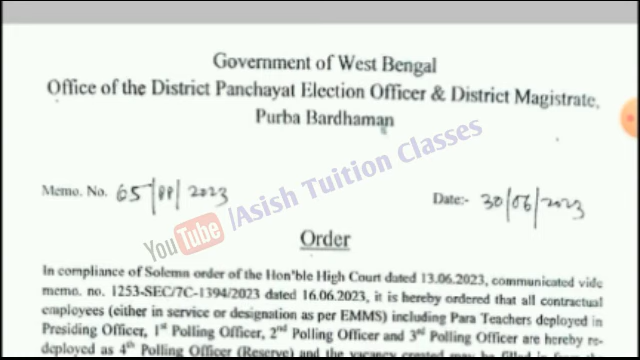 Government of West Bengal
Office of the District Panchayat Election Officer & District Magistrate,
Purba Bardhaman
Memo. No. 65/PP/2023
Date:- 30/06/2023
YouTube /Asish Tuition Classes
Order
In compliance of Solemn order of the Hon'ble High Court dated 13.06.2023, communicated vide
memo. no. 1253-SEC/7C-1394/2023 dated 16.06.2023, it is hereby ordered that all contractual
employees (either in service or designation as per EMMS) including Para Teachers deployed in
Presiding Officer, 1st Polling Officer, 2nd Polling Officer and 3rd Polling Officer are hereby re-
deployed as 4th Polling Officer (Reserve) and the vacancy created may be filled